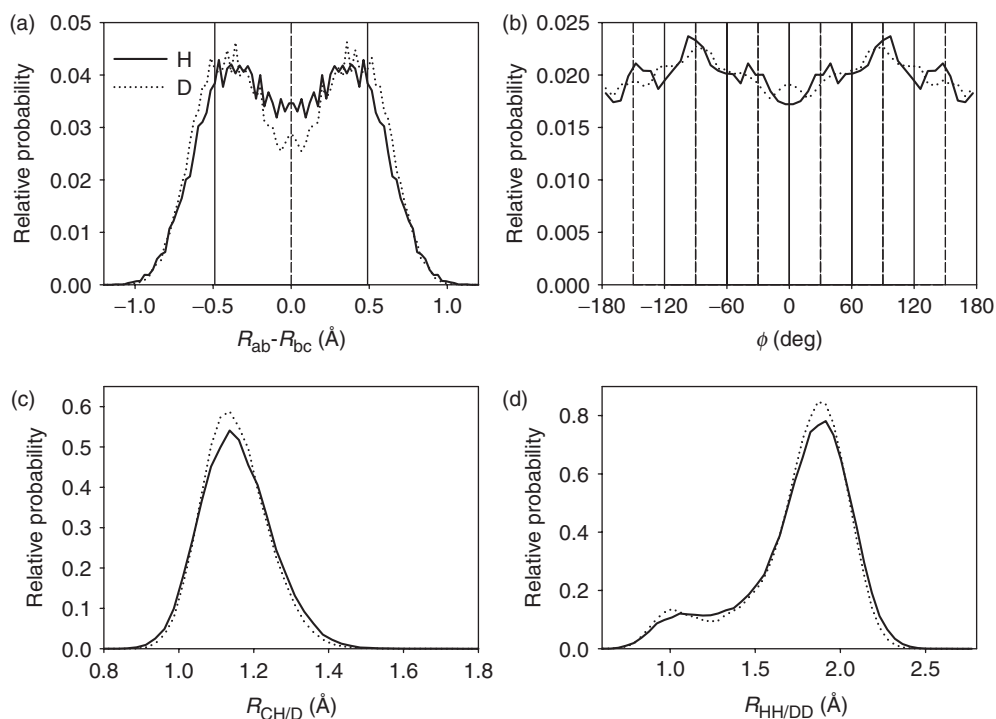 (a)
0.05
0.04
0.03
0.02
0.01
0.00
Relative probability
H
D
−1.0 −0.5 0.0 0.5 1.0
Rab-Rbc (Å)
(b)
0.025
0.020
0.015
0.010
0.005
0.000
Relative probability
−180 −120 −60 0 60 120 180
ϕ (deg)
(c)
0.6
0.5
0.4
0.3
0.2
0.1
0.0
Relative probability
0.8 1.0 1.2 1.4 1.6 1.8
RCH/D (Å)
(d)
0.8
0.6
0.4
0.2
0.0
Relative probability
1.0 1.5 2.0 2.5
RHH/DD (Å)